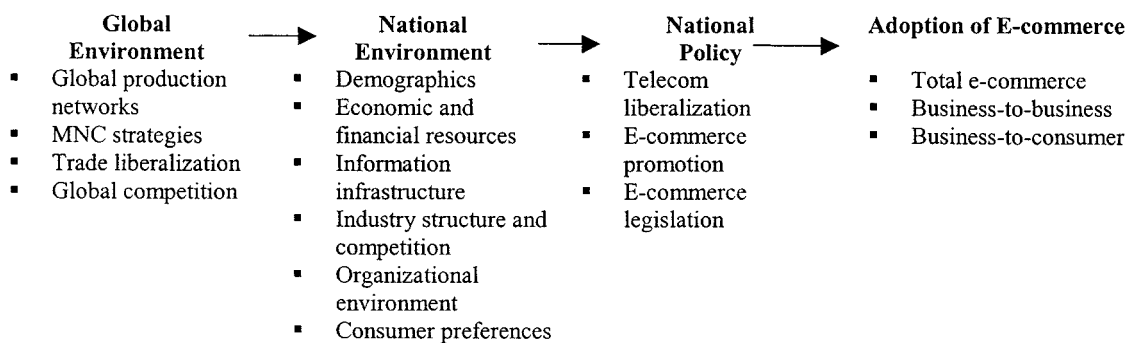 Global
Environment
▪ Global production
networks
▪ MNC strategies
▪ Trade liberalization
▪ Global competition
National
Environment
▪ Demographics
▪ Economic and
financial resources
▪ Information
infrastructure
▪ Industry structure and
competition
▪ Organizational
environment
▪ Consumer preferences
National
Policy
▪ Telecom
liberalization
▪ E-commerce
promotion
▪ E-commerce
legislation
Adoption of E-commerce
▪ Total e-commerce
▪ Business-to-business
▪ Business-to-consumer